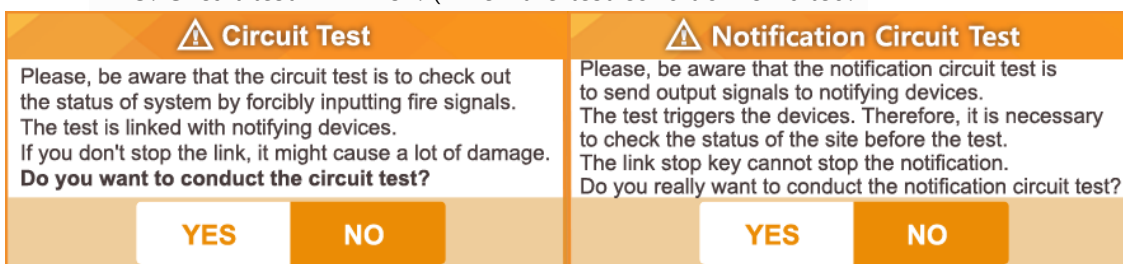 Circuit Test
Please, be aware that the circuit test is to check out
the status of system by forcibly inputting fire signals.
The test is linked with notifying devices.
If you don't stop the link, it might cause a lot of damage.
Do you want to conduct the circuit test?
YES NO
Notification Circuit Test
Please, be aware that the notification circuit test is
to send output signals to notifying devices.
The test triggers the devices. Therefore, it is necessary
to check the status of the site before the test.
The link stop key cannot stop the notification.
Do you really want to conduct the notification circuit test?
YES NO